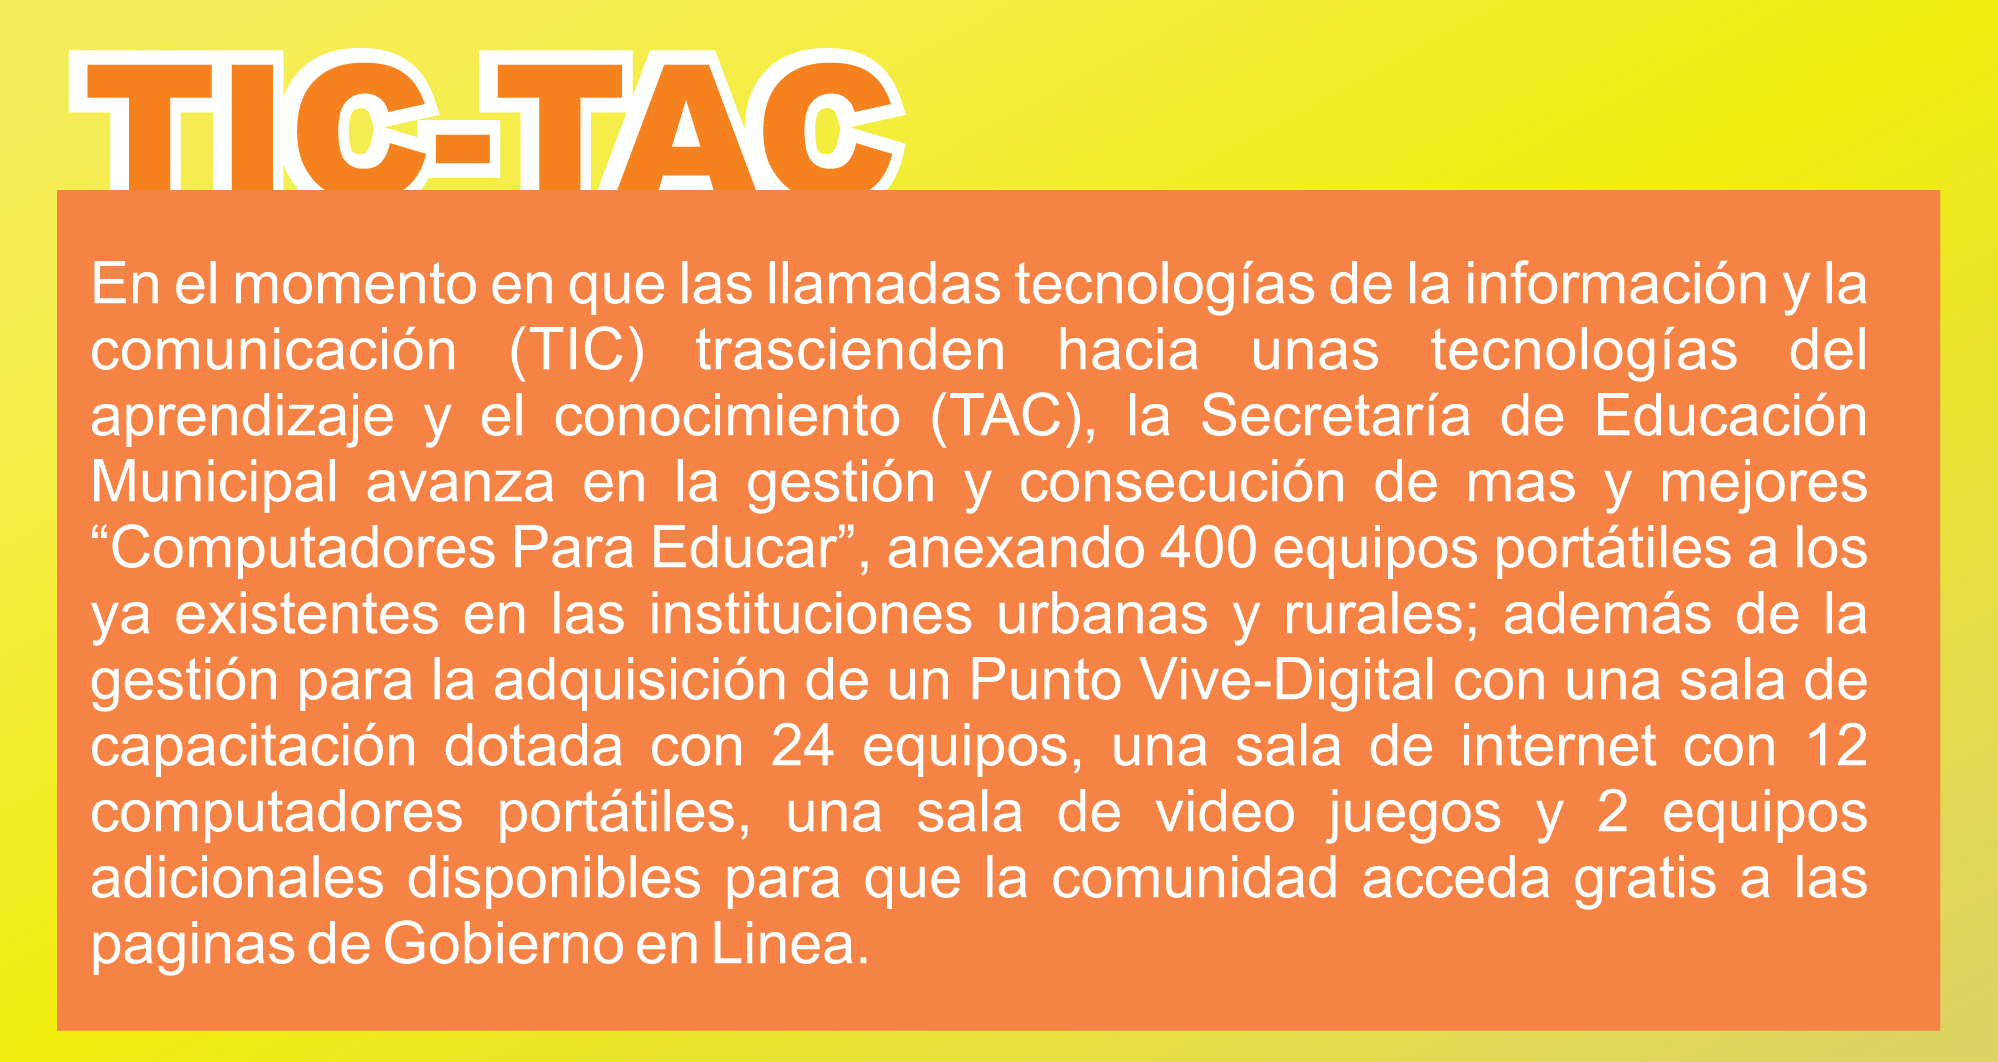 TIC-TAC
En el momento en que las llamadas tecnologías de la información y la
comunicación (TIC) trascienden hacia unas tecnologías del
aprendizaje y el conocimiento (TAC), la Secretaría de Educación
Municipal avanza en la gestión y consecución de mas y mejores
“Computadores Para Educar”, anexando 400 equipos portátiles a los
ya existentes en las instituciones urbanas y rurales; además de la
gestión para la adquisición de un Punto Vive-Digital con una sala de
capacitación dotada con 24 equipos, una sala de internet con 12
computadores portátiles, una sala de video juegos y 2 equipos
adicionales disponibles para que la comunidad acceda gratis a las
paginas de Gobierno en Linea.